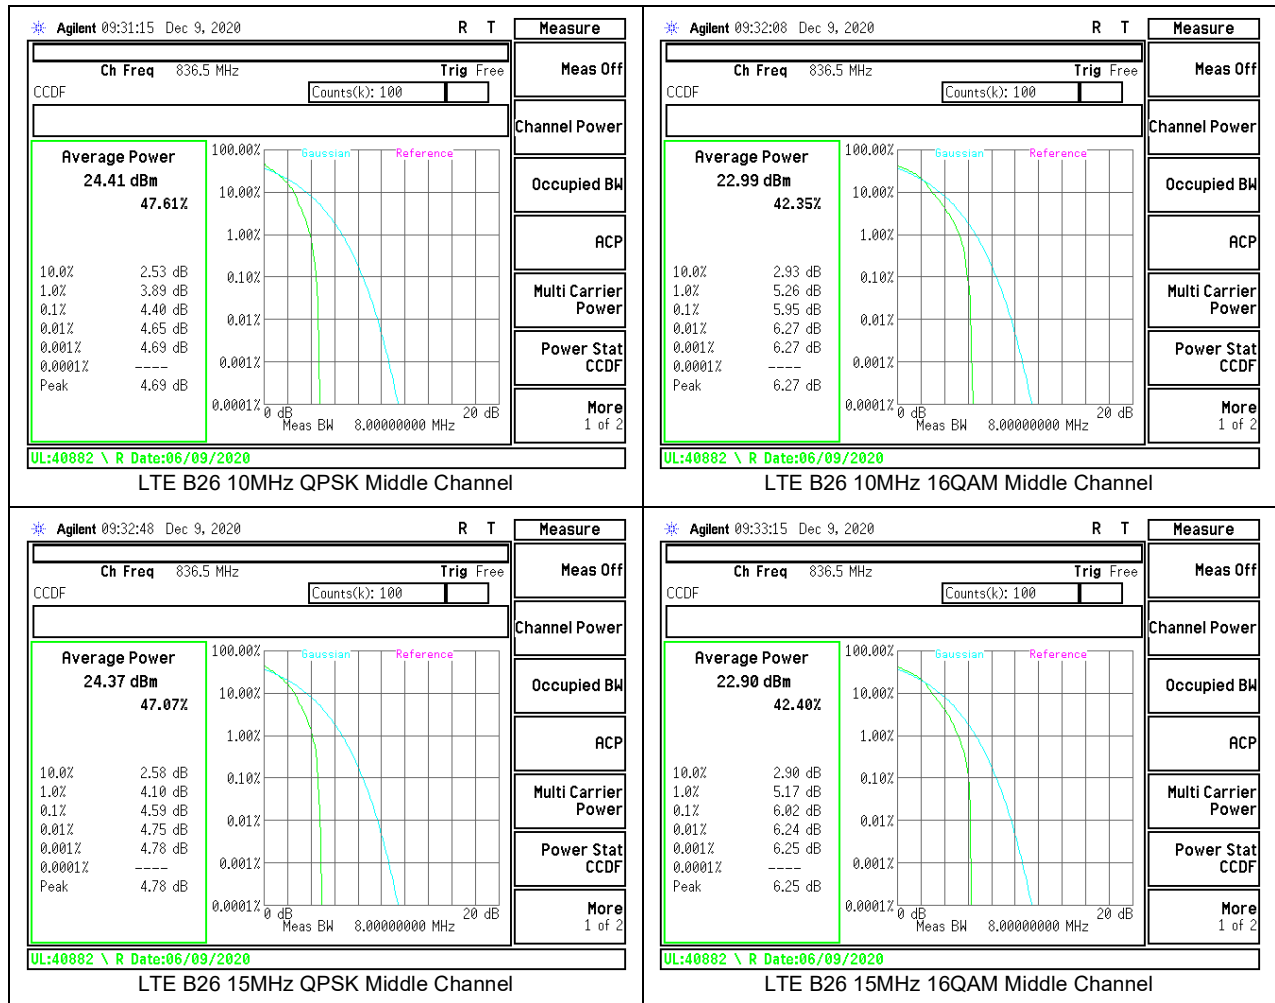 Agilent 09:31:15 Dec 9, 2020 R T Measure
Ch Freq 836.5 MHz Trig Free Meas Off
CCDF Counts(k): 100
Channel Power
Average Power
24.41 dBm
47.61%
10.0% 2.53 dB
1.0% 3.89 dB
0.1% 4.40 dB
0.01% 4.65 dB
0.001% 4.69 dB
0.0001% ----
Peak 4.69 dB
Gaussian Reference
100.00%
10.00%
1.00%
0.10%
0.01%
0.001%
0.0001%
0 dB 20 dB
Meas BW 8.00000000 MHz
Occupied BW
ACP
Multi Carrier
Power
Power Stat
CCDF
More
1 of 2
UL:40882 \ R Date:06/09/2020
LTE B26 10MHz QPSK Middle Channel
Agilent 09:32:08 Dec 9, 2020 R T Measure
Ch Freq 836.5 MHz Trig Free Meas Off
CCDF Counts(k): 100
Channel Power
Average Power
22.99 dBm
42.35%
10.0% 2.93 dB
1.0% 5.26 dB
0.1% 5.95 dB
0.01% 6.27 dB
0.001% 6.27 dB
0.0001% ----
Peak 6.27 dB
Gaussian Reference
100.00%
10.00%
1.00%
0.10%
0.01%
0.001%
0.0001%
0 dB 20 dB
Meas BW 8.00000000 MHz
Occupied BW
ACP
Multi Carrier
Power
Power Stat
CCDF
More
1 of 2
UL:40882 \ R Date:06/09/2020
LTE B26 10MHz 16QAM Middle Channel
Agilent 09:32:48 Dec 9, 2020 R T Measure
Ch Freq 836.5 MHz Trig Free Meas Off
CCDF Counts(k): 100
Channel Power
Average Power
24.37 dBm
47.07%
10.0% 2.58 dB
1.0% 4.10 dB
0.1% 4.59 dB
0.01% 4.75 dB
0.001% 4.78 dB
0.0001% ----
Peak 4.78 dB
Gaussian Reference
100.00%
10.00%
1.00%
0.10%
0.01%
0.001%
0.0001%
0 dB 20 dB
Meas BW 8.00000000 MHz
Occupied BW
ACP
Multi Carrier
Power
Power Stat
CCDF
More
1 of 2
UL:40882 \ R Date:06/09/2020
LTE B26 15MHz QPSK Middle Channel
Agilent 09:33:15 Dec 9, 2020 R T Measure
Ch Freq 836.5 MHz Trig Free Meas Off
CCDF Counts(k): 100
Channel Power
Average Power
22.90 dBm
42.40%
10.0% 2.90 dB
1.0% 5.17 dB
0.1% 6.02 dB
0.01% 6.24 dB
0.001% 6.25 dB
0.0001% ----
Peak 6.25 dB
Gaussian Reference
100.00%
10.00%
1.00%
0.10%
0.01%
0.001%
0.0001%
0 dB 20 dB
Meas BW 8.00000000 MHz
Occupied BW
ACP
Multi Carrier
Power
Power Stat
CCDF
More
1 of 2
UL:40882 \ R Date:06/09/2020
LTE B26 15MHz 16QAM Middle Channel